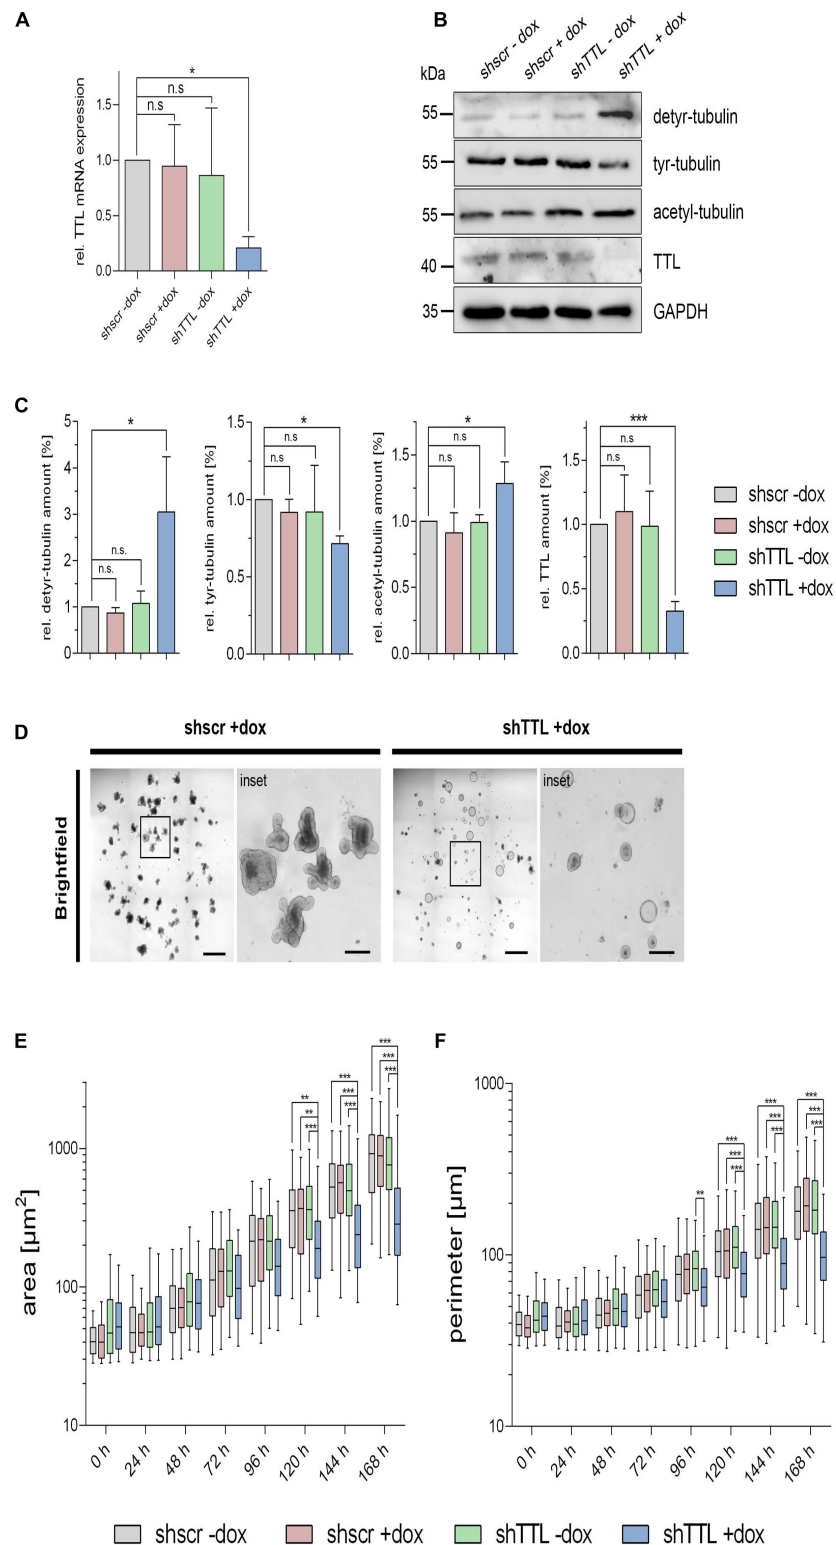 A
rel. TTL mRNA expression
1.5
1.0
0.5
0.0
*
n.s
n.s
shscr -dox
shscr +dox
shTTL -dox
shTTL +dox
B
shscr - dox
shscr + dox
shTTL - dox
shTTL + dox
kDa
55
detyr-tubulin
55
tyr-tubulin
55
acetyl-tubulin
40
TTL
35
GAPDH
C
rel. detyr-tubulin amount [%]
5
4
3
2
1
0
*
n.s.
n.s.
rel. tyr-tubulin amount [%]
1.5
1.0
0.5
0.0
*
n.s
n.s
rel. acetyl-tubulin amount [%]
1.5
1.0
0.5
0.0
*
n.s
n.s
rel. TTL amount [%]
1.5
1.0
0.5
0.0
***
n.s
n.s
shscr -dox
shscr +dox
shTTL -dox
shTTL +dox
D
shscr +dox
shTTL +dox
Brightfield
inset
inset
E
area [µm²]
1000
100
10
**
**
***
***
***
***
***
***
***
0 h
24 h
48 h
72 h
96 h
120 h
144 h
168 h
F
perimeter [µm]
1000
100
10
**
***
***
***
***
***
***
***
***
***
0 h
24 h
48 h
72 h
96 h
120 h
144 h
168 h
shscr -dox
shscr +dox
shTTL -dox
shTTL +dox